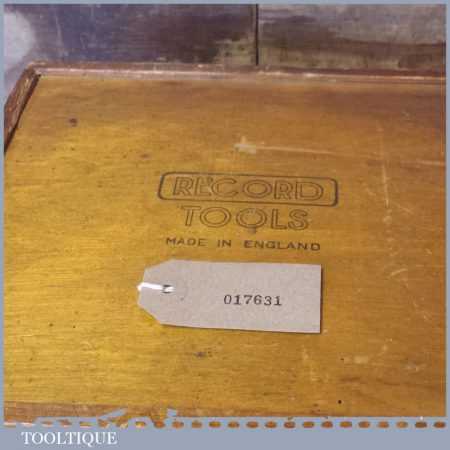 RECORD
TOOLS
MADE IN ENGLAND
017631
TOOLTIQUE